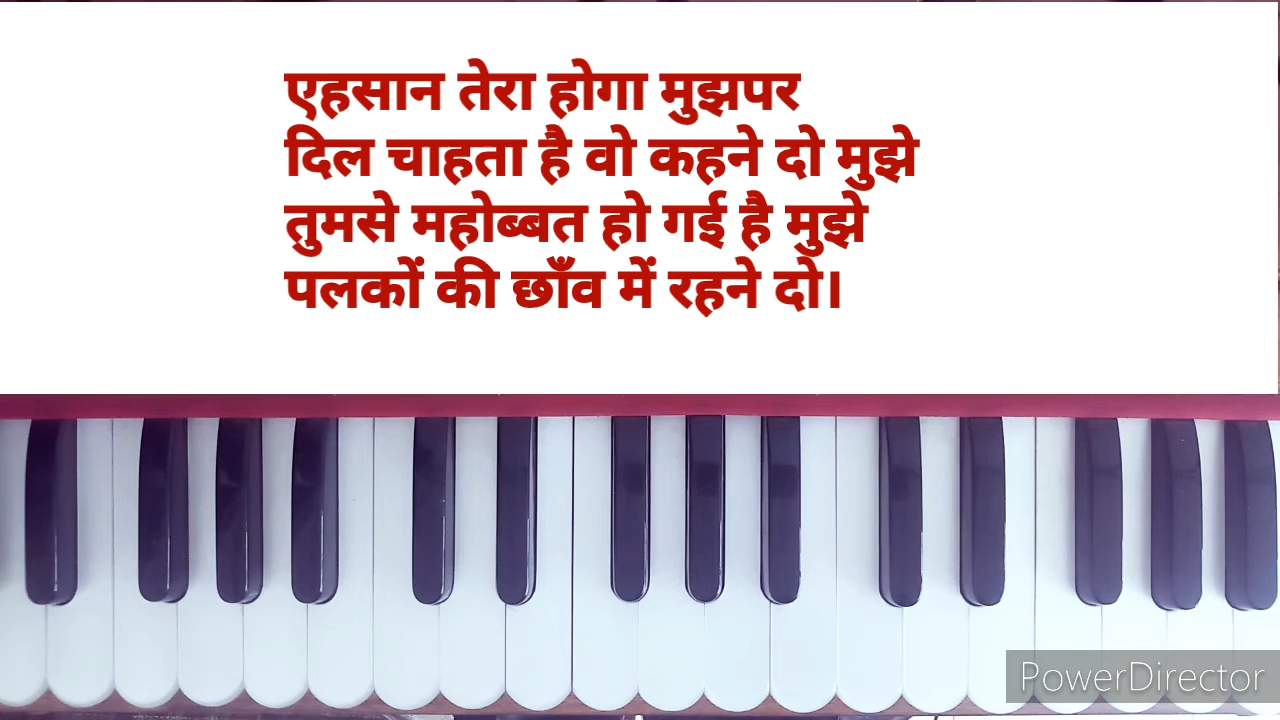 एहसान तेरा होगा मुझपर
दिल चाहता है वो कहने दो मुझे
तुमसे महोब्बत हो गई है मुझे
पलकों की छाँव में रहने दो।
PowerDirector